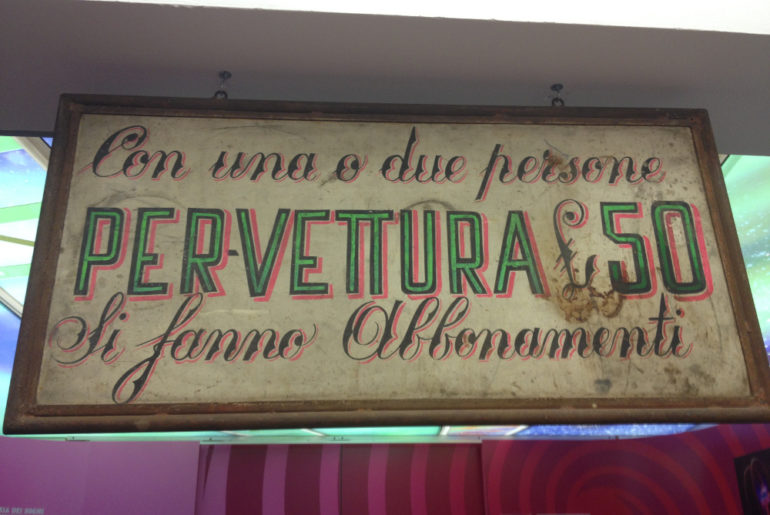 Con una o due persone
PER-VETTURA £ 50
Si fanno Abbonamenti